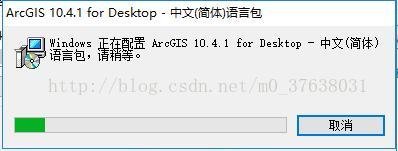 ArcGIS 10.4.1 for Desktop - 中文(简体)语言包
Windows 正在配置 ArcGIS 10.4.1 for Desktop - 中文(简体)
语言包，请稍等。
http://blog.csdn.net/m0_37638031
取消